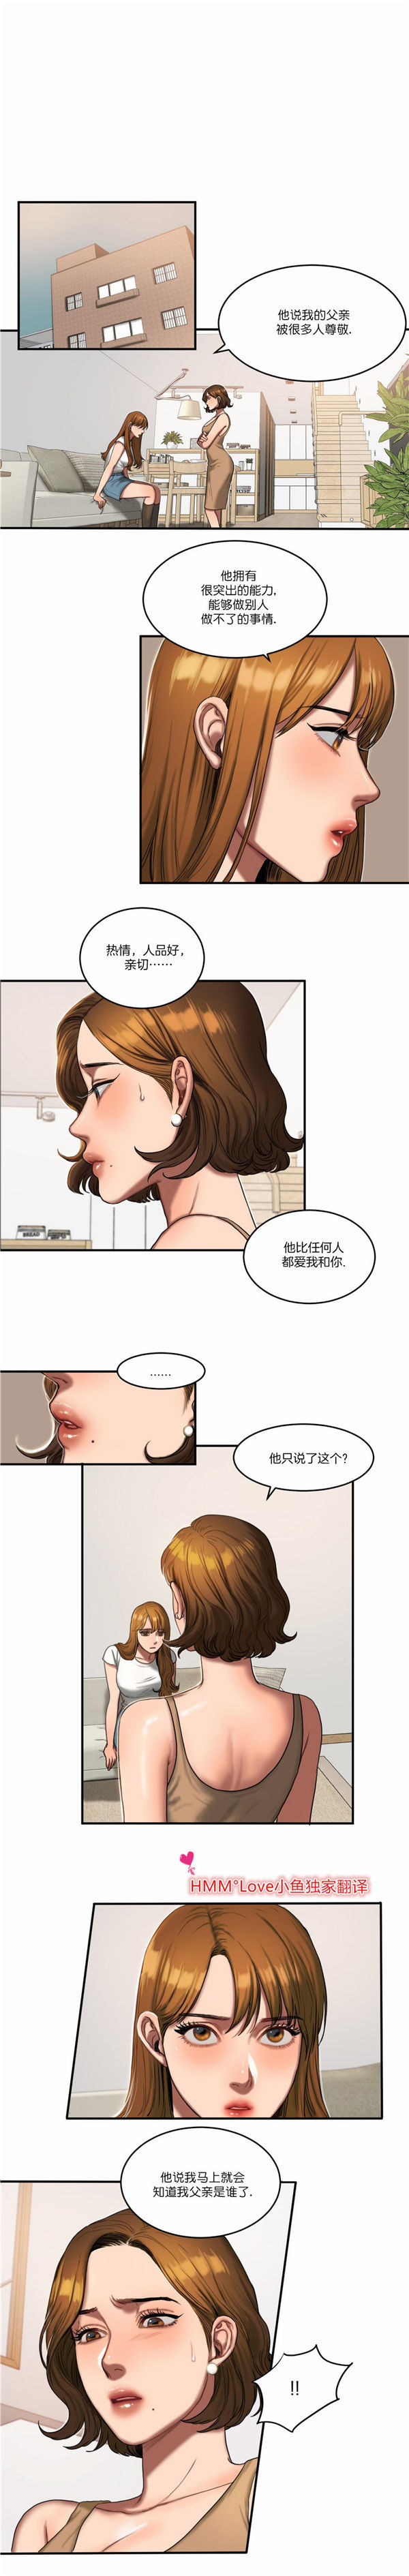 他说我的父亲
被很多人尊敬.
他拥有
很突出的能力,
能够做别人
做不了的事情.
热情，人品好，
亲切……
BREAD
他比任何人
都爱我和你.
……
他只说了这个?
HMM°Love小鱼独家翻译
他说我马上就会
知道我父亲是谁了.
!!